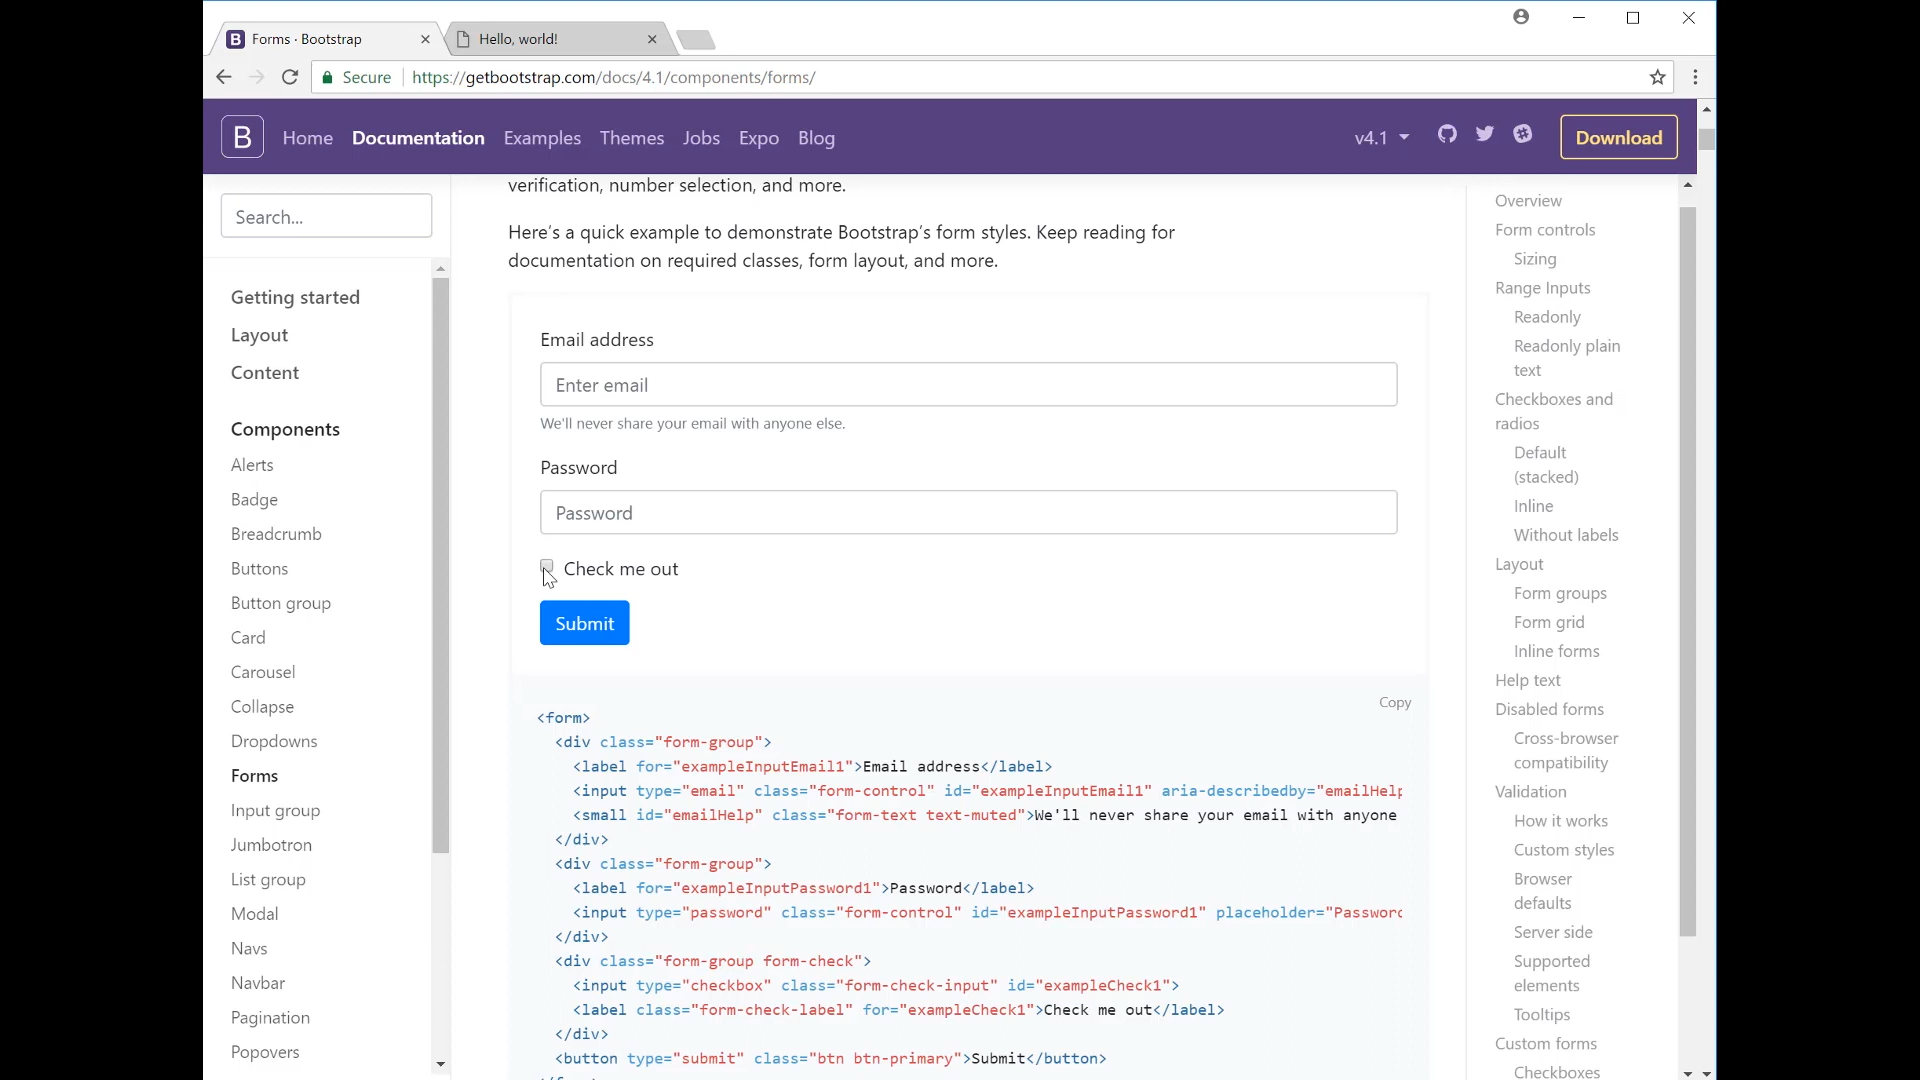 B Forms · Bootstrap
Hello, world!
Secure https://getbootstrap.com/docs/4.1/components/forms/
B Home Documentation Examples Themes Jobs Expo Blog v4.1 Download
Search...
Getting started
Layout
Content
Components
Alerts
Badge
Breadcrumb
Buttons
Button group
Card
Carousel
Collapse
Dropdowns
Forms
Input group
Jumbotron
List group
Modal
Navs
Navbar
Pagination
Popovers
verification, number selection, and more.
Here's a quick example to demonstrate Bootstrap's form styles. Keep reading for
documentation on required classes, form layout, and more.
Email address
Enter email
We'll never share your email with anyone else.
Password
Password
Check me out
Submit
Copy
<form>
<div class="form-group">
<label for="exampleInputEmail1">Email address</label>
<input type="email" class="form-control" id="exampleInputEmail1" aria-describedby="emailHelp
<small id="emailHelp" class="form-text text-muted">We'll never share your email with anyone
</div>
<div class="form-group">
<label for="exampleInputPassword1">Password</label>
<input type="password" class="form-control" id="exampleInputPassword1" placeholder="Password
</div>
<div class="form-group form-check">
<input type="checkbox" class="form-check-input" id="exampleCheck1">
<label class="form-check-label" for="exampleCheck1">Check me out</label>
</div>
<button type="submit" class="btn btn-primary">Submit</button>
Overview
Form controls
Sizing
Range Inputs
Readonly
Readonly plain
text
Checkboxes and
radios
Default
(stacked)
Inline
Without labels
Layout
Form groups
Form grid
Inline forms
Help text
Disabled forms
Cross-browser
compatibility
Validation
How it works
Custom styles
Browser
defaults
Server side
Supported
elements
Tooltips
Custom forms
Checkboxes